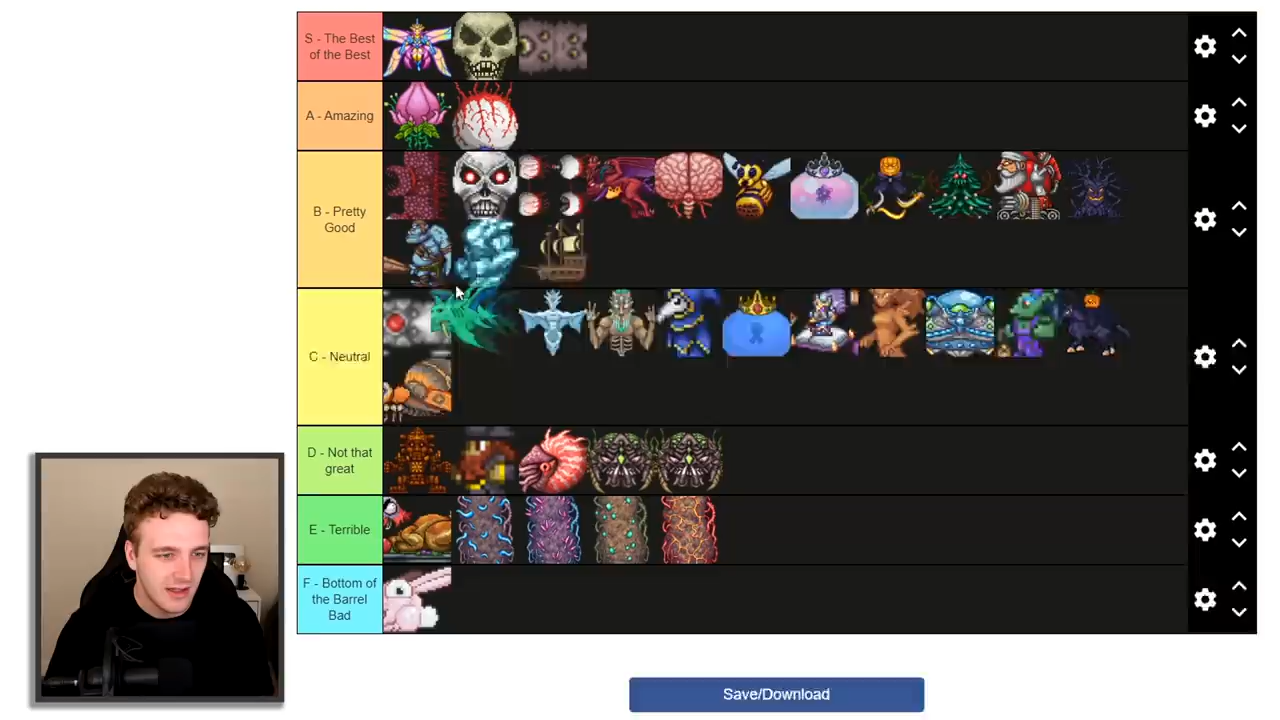 S - The Best
of the Best
A - Amazing
B - Pretty
Good
C - Neutral
D - Not that
great
E - Terrible
F - Bottom of
the Barrel
Bad
Save/Download